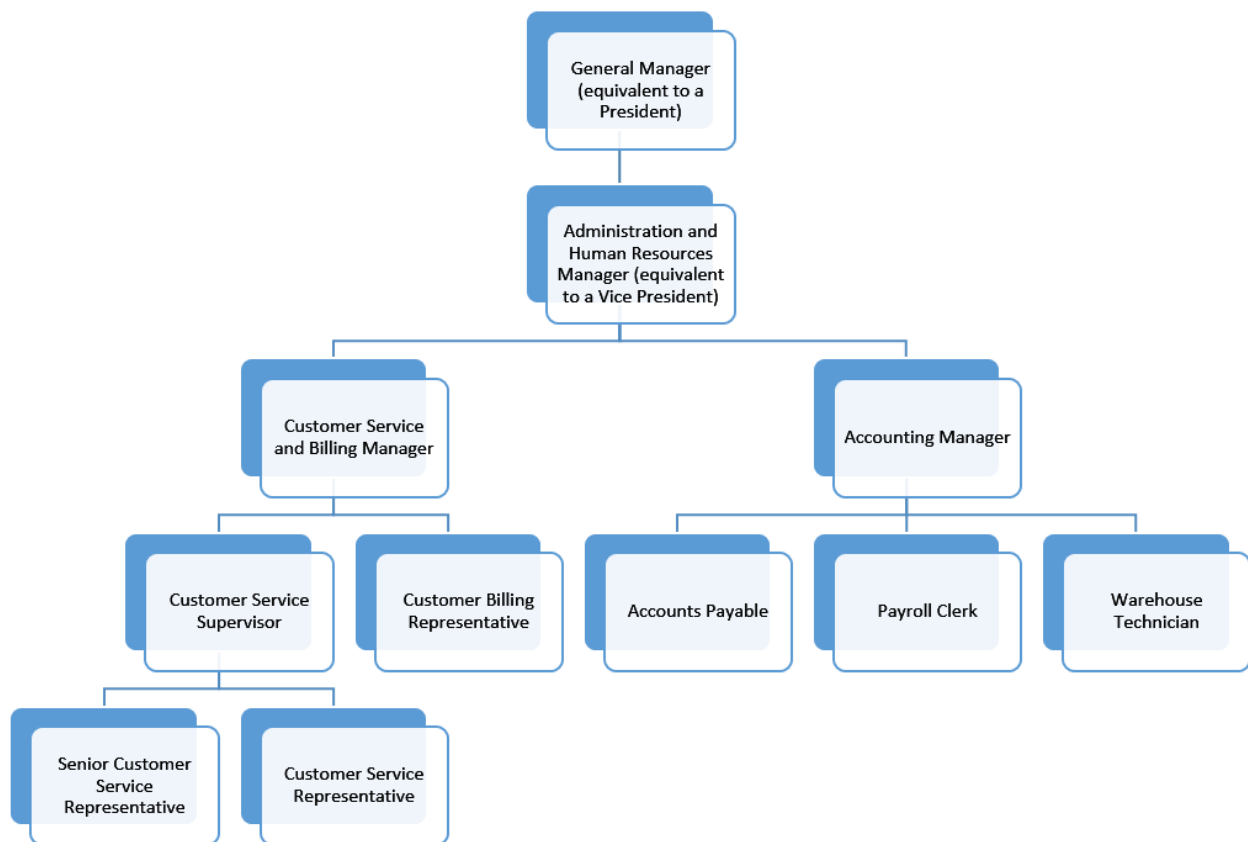 General Manager
(equivalent to a
President)
Administration and
Human Resources
Manager (equivalent
to a Vice President)
Customer Service
and Billing Manager
Accounting Manager
Customer Service
Supervisor
Customer Billing
Representative
Accounts Payable
Payroll Clerk
Warehouse
Technician
Senior Customer
Service
Representative
Customer Service
Representative